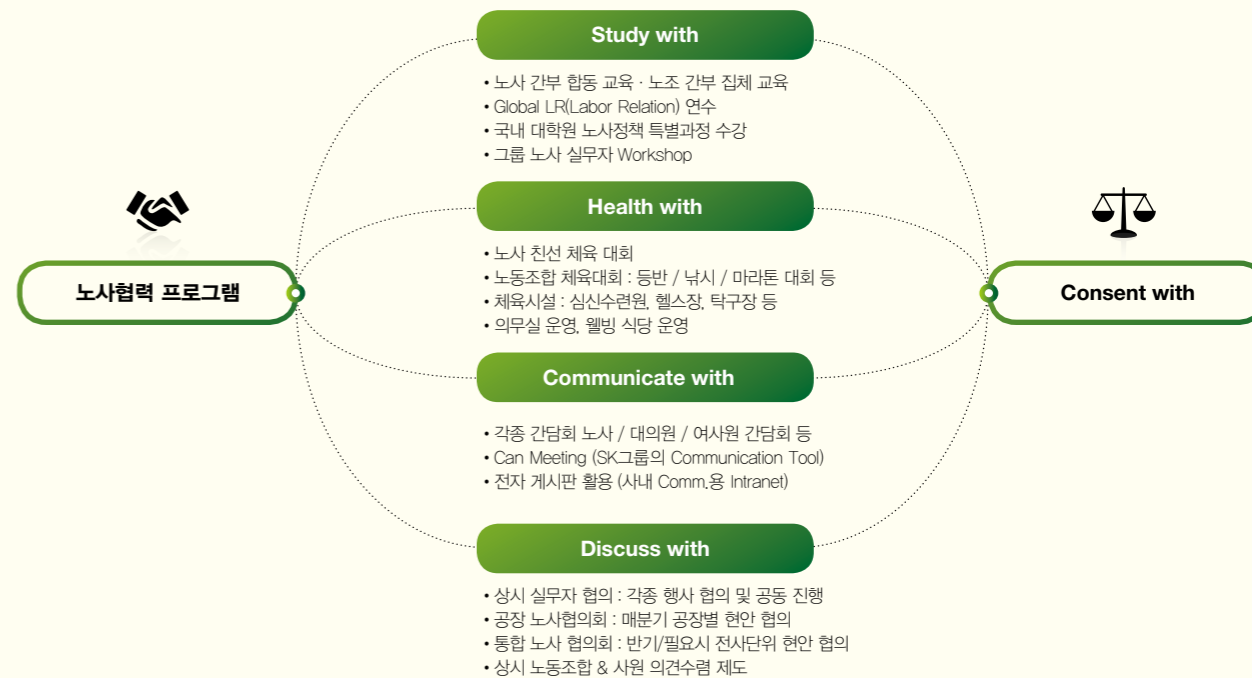 Study with
• 노사 간부 합동 교육 · 노조 간부 집체 교육
• Global LR(Labor Relation) 연수
• 국내 대학원 노사정책 특별과정 수강
• 그룹 노사 실무자 Workshop
노사협력 프로그램
Health with
• 노사 친선 체육 대회
• 노동조합 체육대회 : 등반 / 낚시 / 마라톤 대회 등
• 체육시설 : 심신수련원, 헬스장, 탁구장 등
• 의무실 운영, 웰빙 식당 운영
Communicate with
• 각종 간담회 노사 / 대의원 / 여사원 간담회 등
• Can Meeting (SK그룹의 Communication Tool)
• 전자 게시판 활용 (사내 Comm.용 Intranet)
Discuss with
• 상시 실무자 협의 : 각종 행사 협의 및 공동 진행
• 공장 노사협의회 : 매분기 공장별 현안 협의
• 통합 노사 협의회 : 반기/필요시 전사단위 현안 협의
• 상시 노동조합 & 사원 의견수렴 제도
Consent with